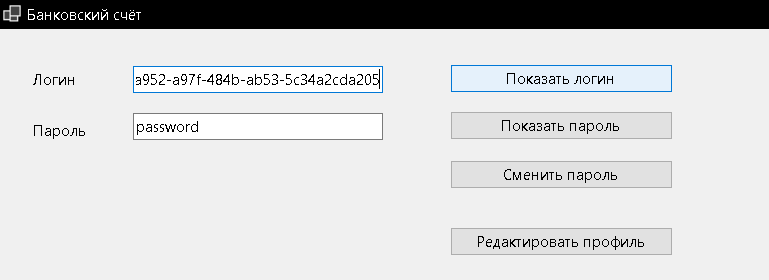 Банковский счёт
Логин
a952-a97f-484b-ab53-5c34a2cda205
Показать логин
Пароль
password
Показать пароль
Сменить пароль
Редактировать профиль